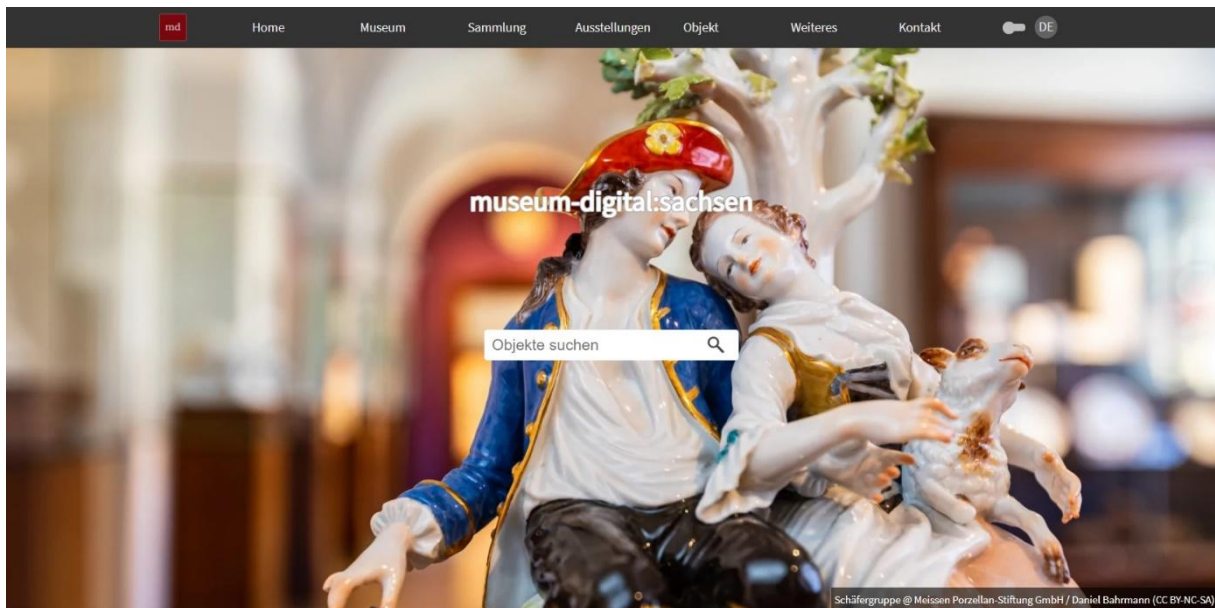 md Home Museum Sammlung Ausstellungen Objekt Weiteres Kontakt DE
museum-digital:sachsen
Objekte suchen
Schäfergruppe @ Meissen Porzellan-Stiftung GmbH / Daniel Bahrmann (CC BY-NC-SA)